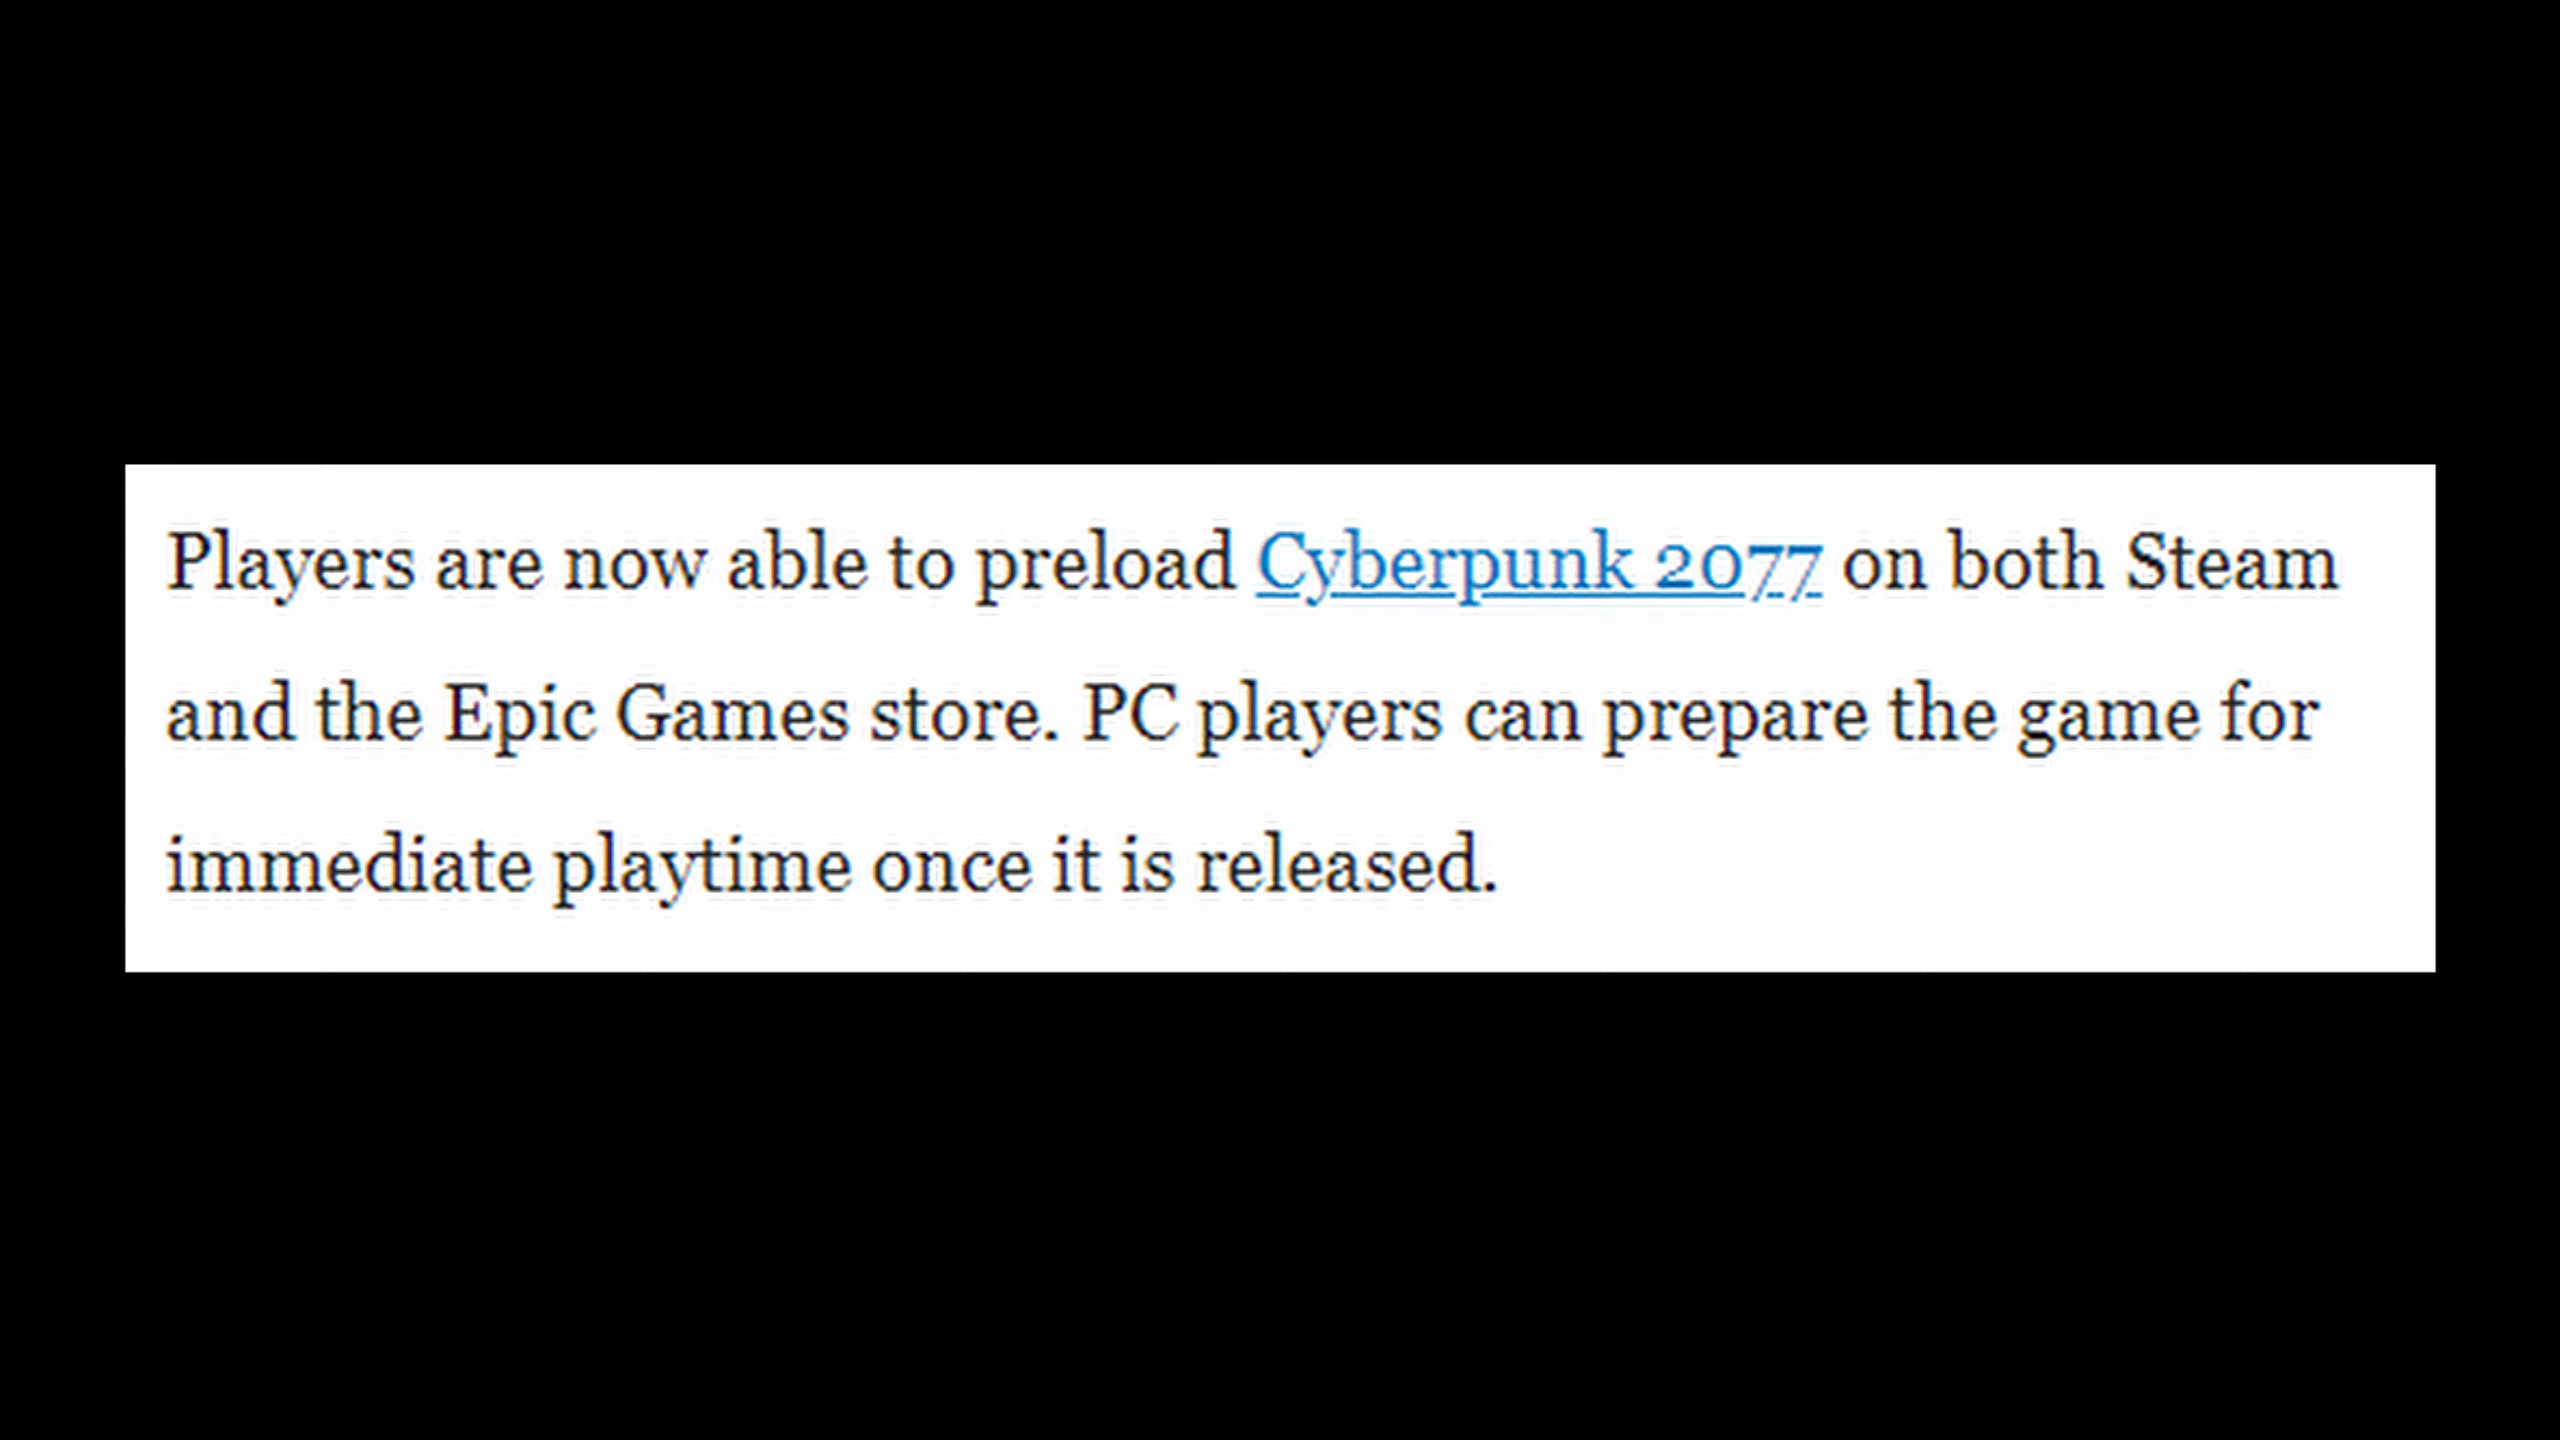 Players are now able to preload Cyberpunk 2077 on both Steam
and the Epic Games store. PC players can prepare the game for
immediate playtime once it is released.